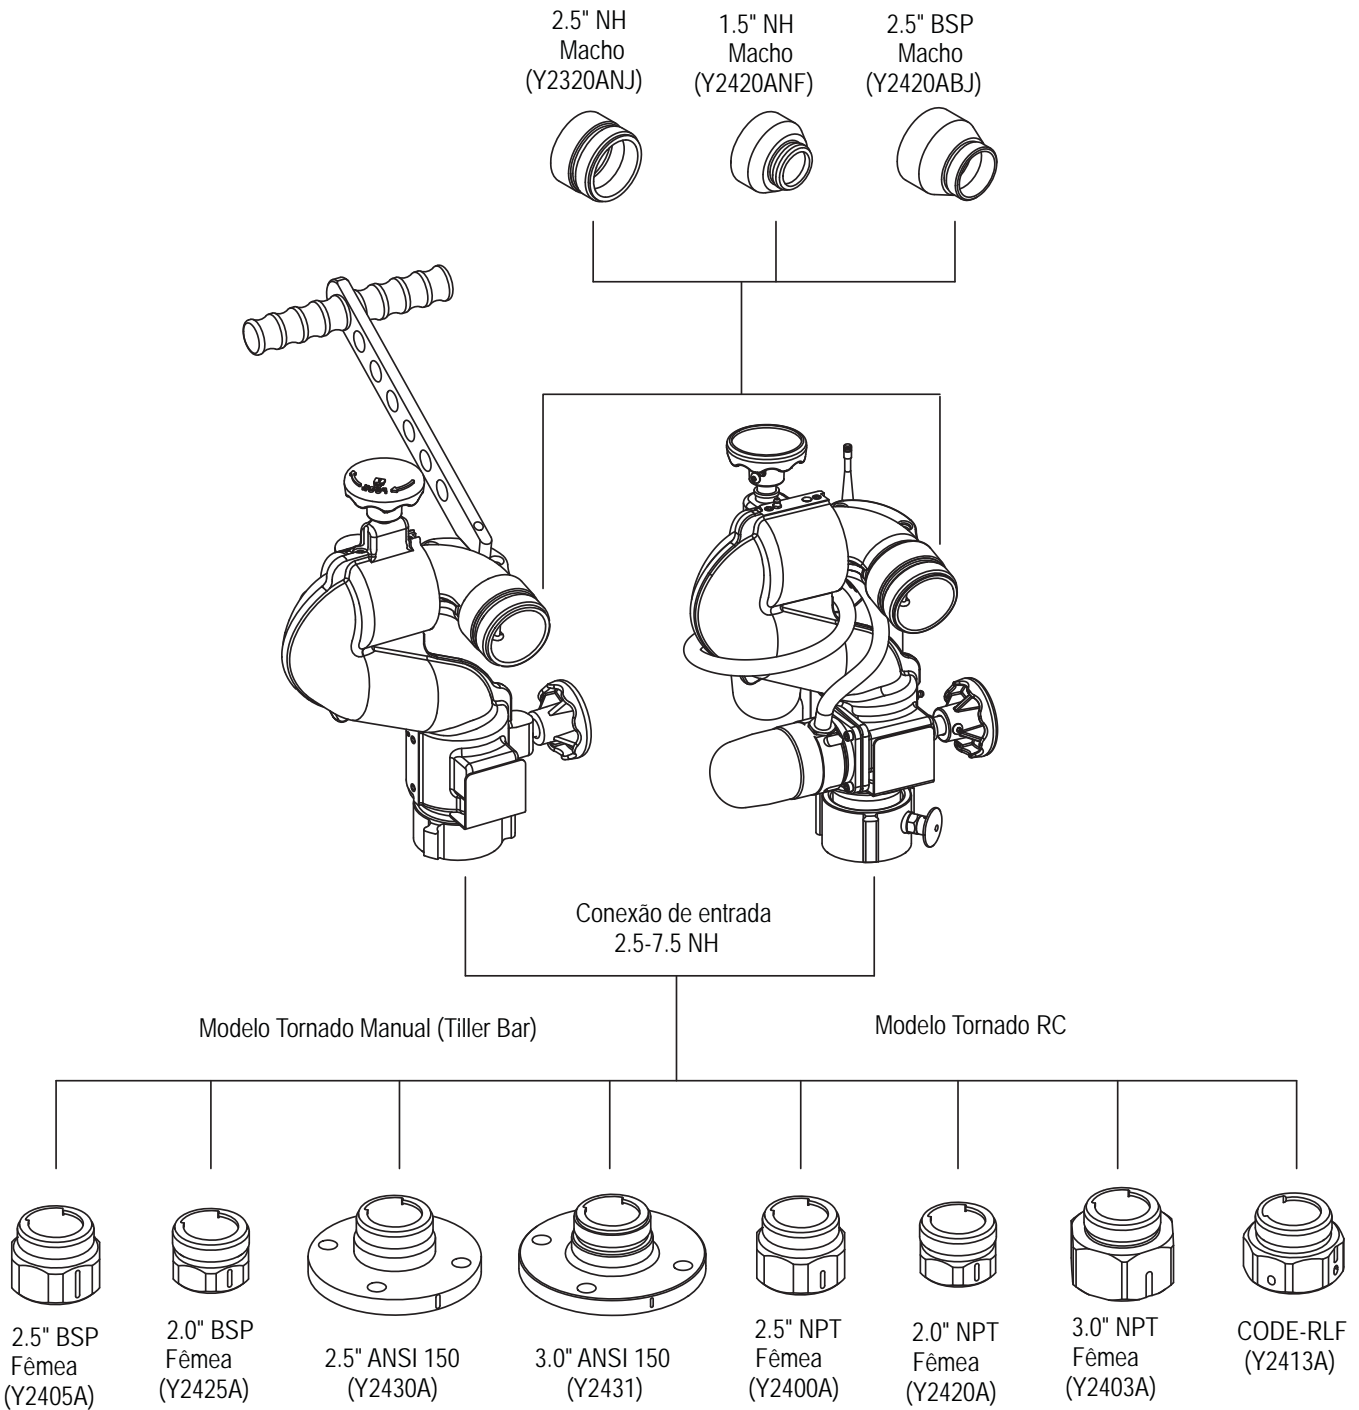 2.5" NH
Macho
(Y2320ANJ)
1.5" NH
Macho
(Y2420ANF)
2.5" BSP
Macho
(Y2420ABJ)
Conexão de entrada
2.5-7.5 NH
Modelo Tornado Manual (Tiller Bar)
Modelo Tornado RC
2.5" BSP
Fêmea
(Y2405A)
2.0" BSP
Fêmea
(Y2425A)
2.5" ANSI 150
(Y2430A)
3.0" ANSI 150
(Y2431)
2.5" NPT
Fêmea
(Y2400A)
2.0" NPT
Fêmea
(Y2420A)
3.0" NPT
Fêmea
(Y2403A)
CODE-RLF
(Y2413A)